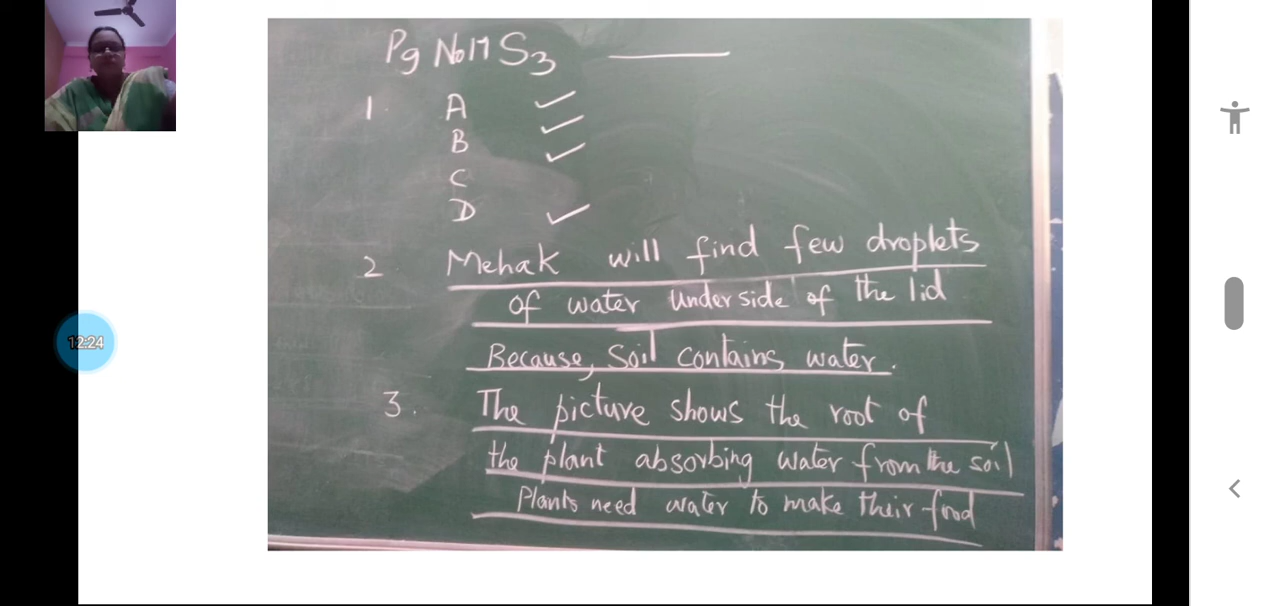 Pg No 17 S3
1. A ✓
B ✓
C ✓
D ✓
2 Mehak will find few droplets
of water underside of the lid
Because, soil contains water.
3. The picture shows the root of
the plant absorbing water from the soil
Plants need water to make their food
12:24